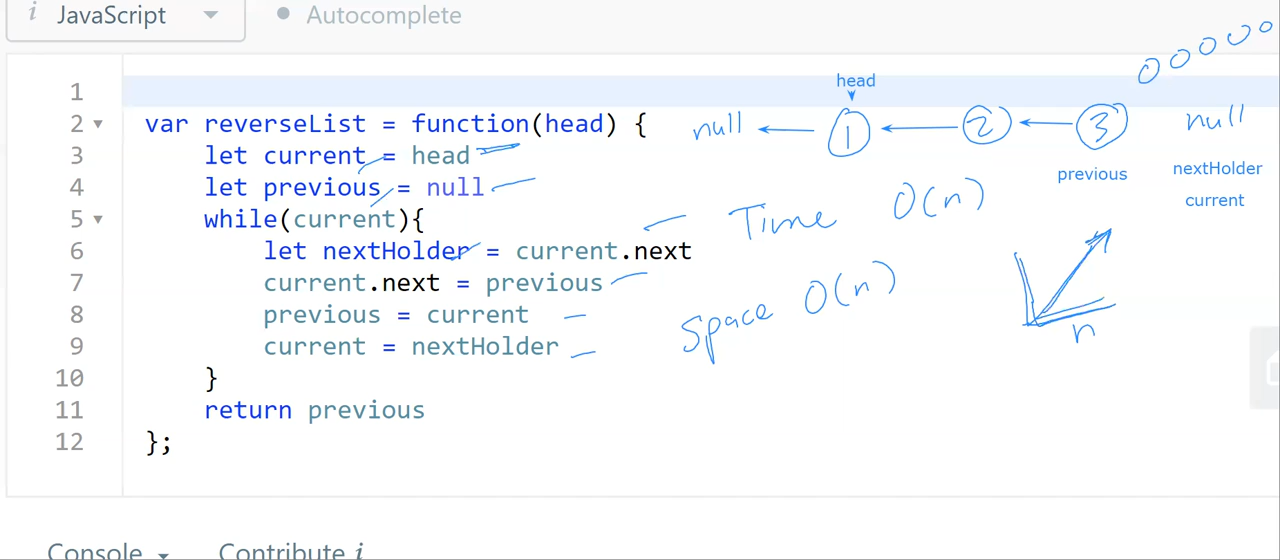 i JavaScript Autocomplete
1
2 var reverseList = function(head) {
3 let current = head
4 let previous = null
5 while(current){
6 let nextHolder = current.next
7 current.next = previous
8 previous = current
9 current = nextHolder
10 }
11 return previous
12 };
head
null 1 2 3 null
previous nextHolder
current
Time O(n)
Space O(n)
n
Console Contribute i